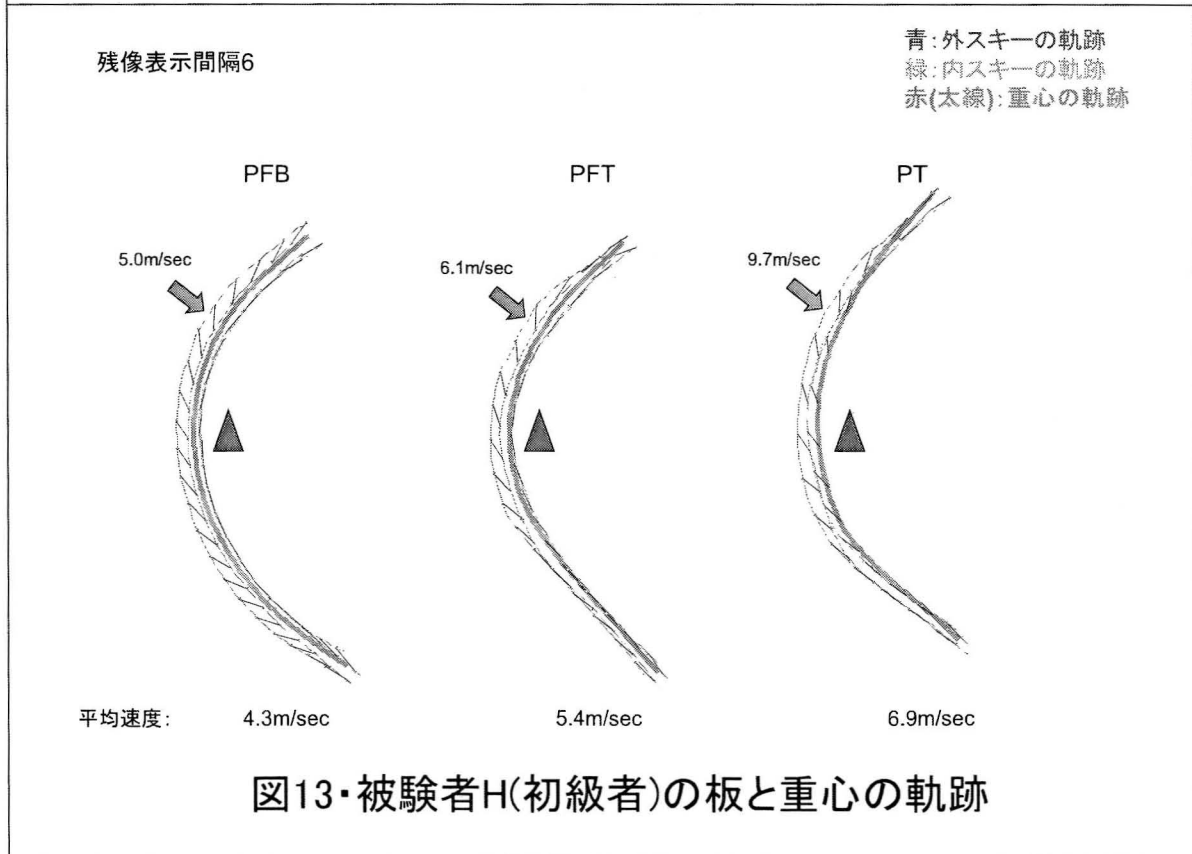 残像表示間隔6
青:外スキーの軌跡
緑:内スキーの軌跡
赤(太線):重心の軌跡
PFB
PFT
PT
5.0m/sec
6.1m/sec
9.7m/sec
平均速度: 4.3m/sec 5.4m/sec 6.9m/sec
図13・被験者H(初級者)の板と重心の軌跡